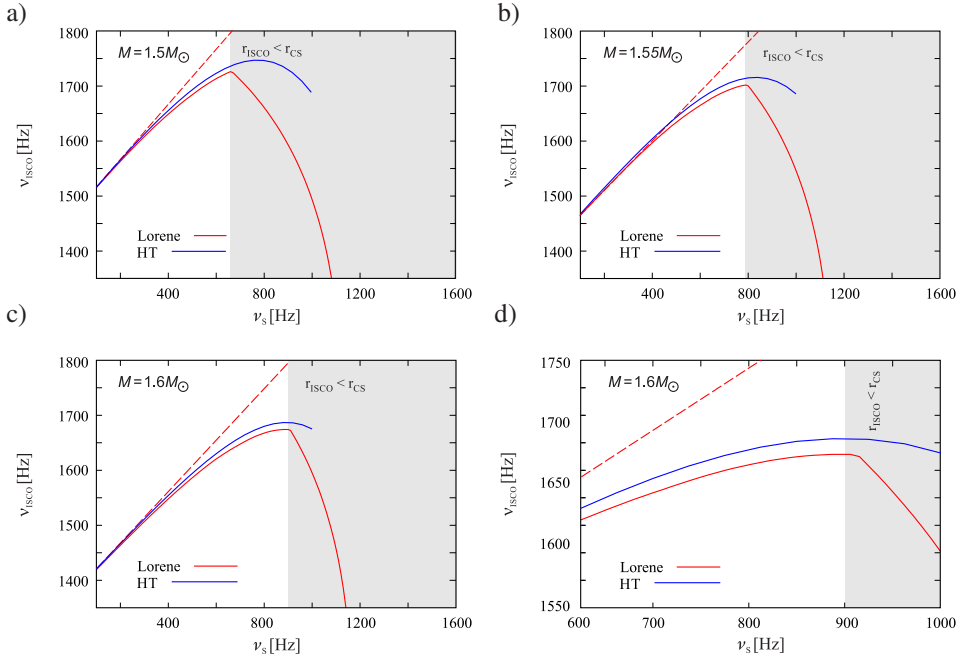 a)
1800
1700
1600
1500
1400
ν_ISCO [Hz]
M = 1.5M⊙
r_ISCO < r_CS
Lorene
HT
400 800 1200 1600
ν_S [Hz]
b)
1800
1700
1600
1500
1400
ν_ISCO [Hz]
M = 1.55M⊙
r_ISCO < r_CS
Lorene
HT
400 800 1200 1600
ν_S [Hz]
c)
1800
1700
1600
1500
1400
ν_ISCO [Hz]
M = 1.6M⊙
r_ISCO < r_CS
Lorene
HT
400 800 1200 1600
ν_S [Hz]
d)
1750
1700
1650
1600
1550
ν_ISCO [Hz]
M = 1.6M⊙
r_ISCO < r_CS
Lorene
HT
600 700 800 900 1000
ν_S [Hz]